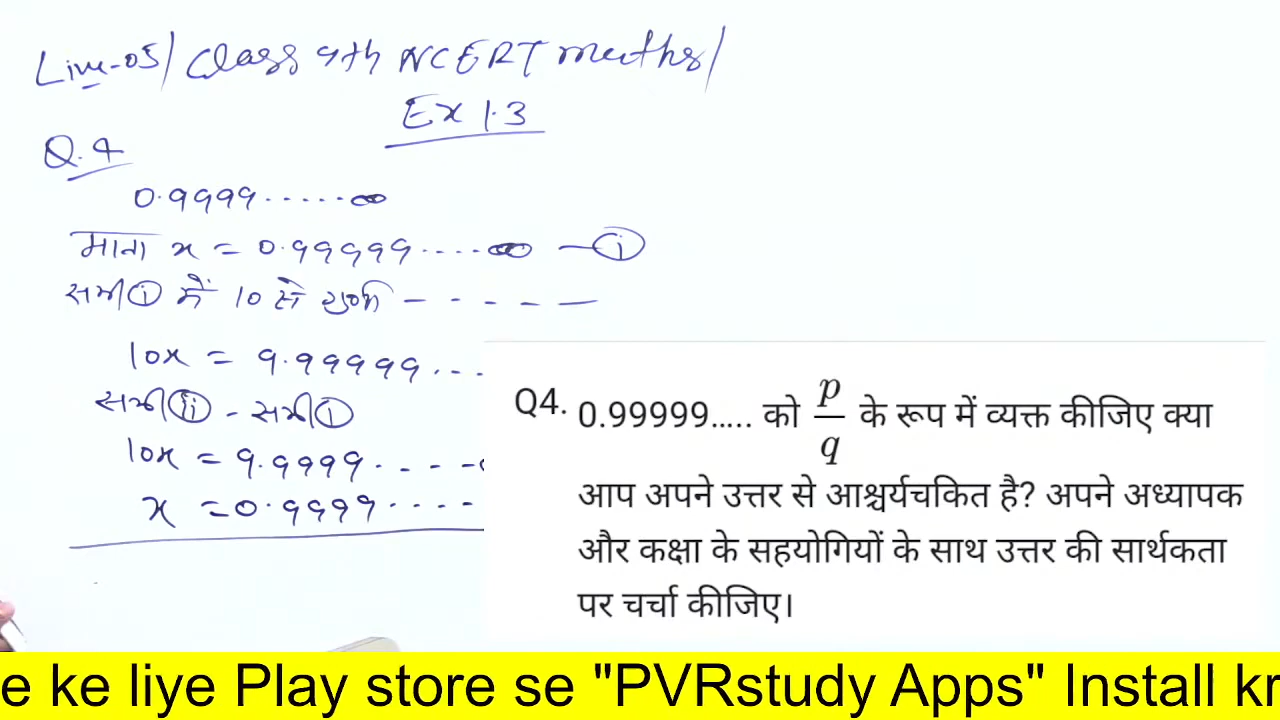 Live-05/Class 9th NCERT maths/
Ex 1.3
Q.4
0.9999......∞
माना x = 0.99999....∞ —(i)
समी(i) में 10 से गुणा - - - - -
10x = 9.99999...
समी(ii) - समी(i)
10x = 9.9999.....
x = 0.9999.....
Q4. 0.99999..... को p/q के रूप में व्यक्त कीजिए क्या
आप अपने उत्तर से आश्चर्यचकित है? अपने अध्यापक
और कक्षा के सहयोगियों के साथ उत्तर की सार्थकता
पर चर्चा कीजिए।
e ke liye Play store se "PVRstudy Apps" Install kr